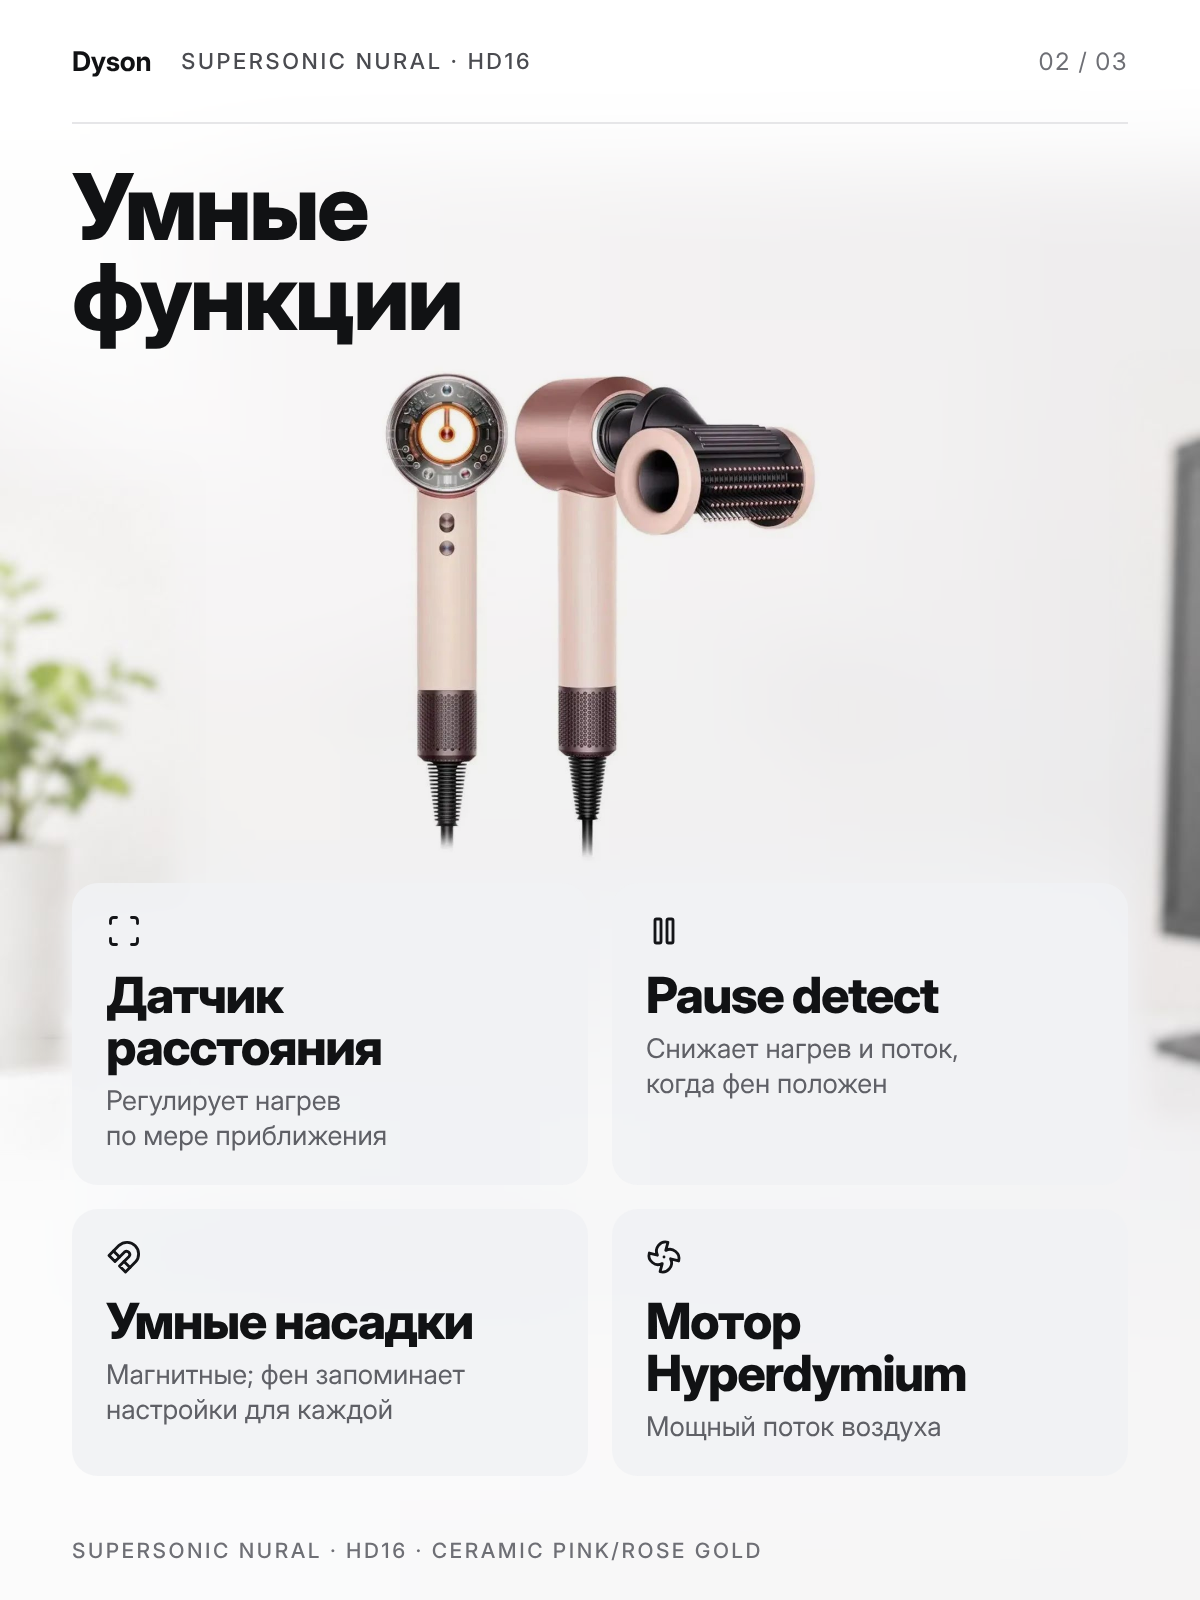 Dyson SUPERSONIC NURAL · HD16 02 / 03
Умные
функции
Датчик
расстояния
Регулирует нагрев
по мере приближения
Pause detect
Снижает нагрев и поток,
когда фен положен
Умные насадки
Магнитные; фен запоминает
настройки для каждой
Мотор
Hyperdymium
Мощный поток воздуха
SUPERSONIC NURAL · HD16 · CERAMIC PINK/ROSE GOLD